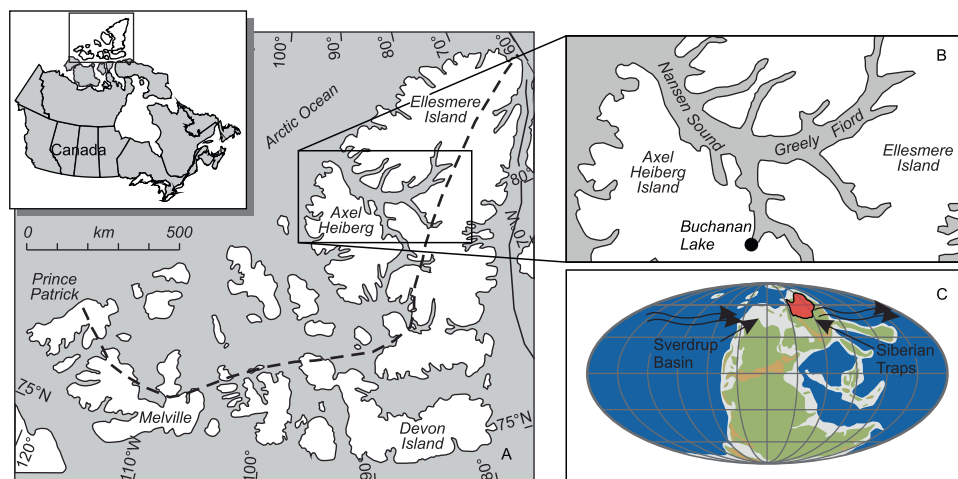 Canada
Arctic Ocean
100°
90°
80°
70°
60°
Ellesmere
Island
Axel
Heiberg
80°
70°N
0 km 500
Prince
Patrick
75°N
120°
Melville
110°W
100°
Devon
Island
90°
75°N
80°
A
B
Nansen Sound
Greely Fiord
Axel
Heiberg
Island
Ellesmere
Island
Buchanan
Lake
C
Sverdrup
Basin
Siberian
Traps